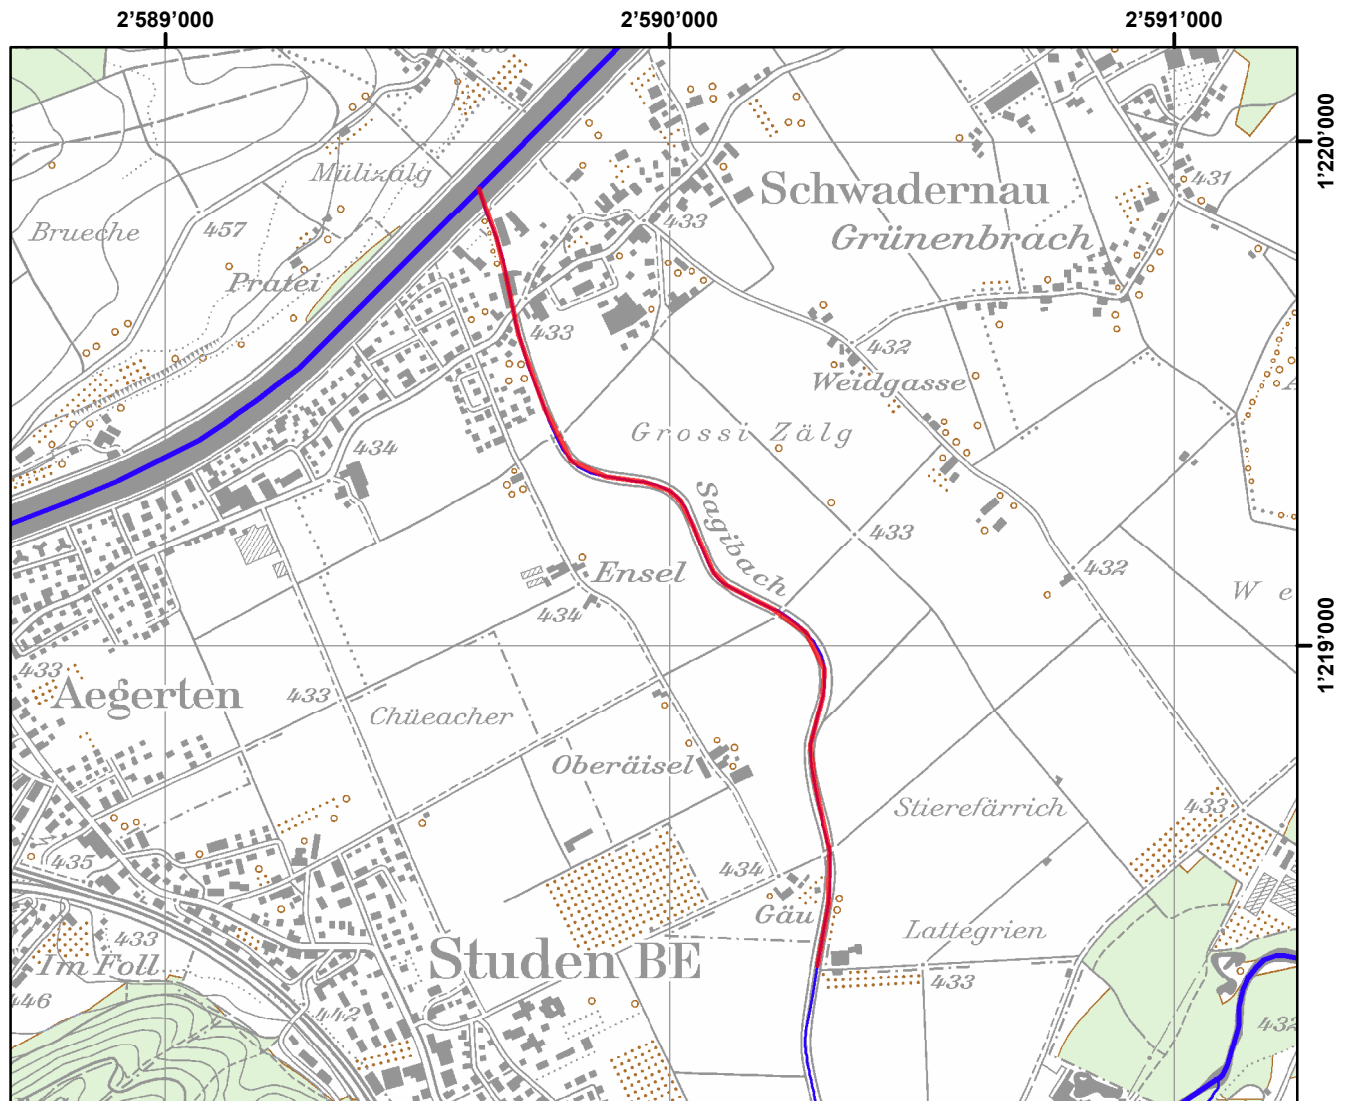 2'589'000 2'590'000 2'591'000
1'220'000
Mülizälg
431
Schwadernau
Brueche 457 433
Grünenbrach
Pratei
433
432
Weidgasse
Grossi Zälg
434
Sagibach
433
Ensel
432
W e
434
1'219'000
433
Aegerten 433
Chüeacher
Oberäisel
Stierefärrich 433
435 434
Gäu
433 Lattegrien
Im Foll Studen BE
433
446 442 432